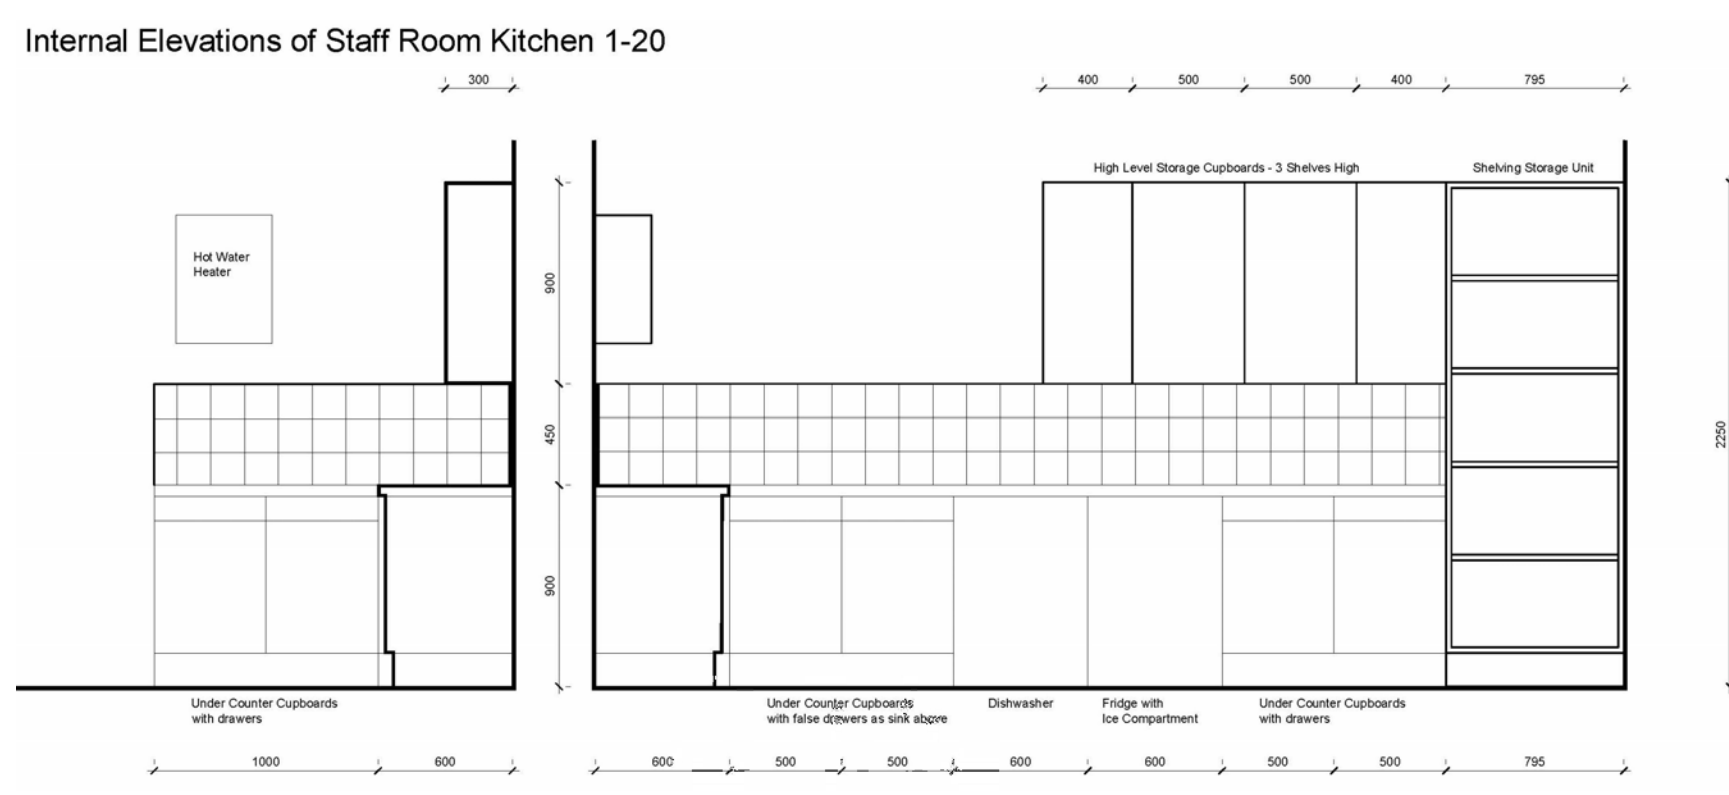 Internal Elevations of Staff Room Kitchen 1-20
300
400 500 500 400 795
High Level Storage Cupboards - 3 Shelves High
Shelving Storage Unit
Hot Water
Heater
900
450
900
2250
Under Counter Cupboards
with drawers
Under Counter Cupboards
with false drawers as sink above
Dishwasher
Fridge with
Ice Compartment
Under Counter Cupboards
with drawers
1000 600
600 500 500 600 600 500 500 795